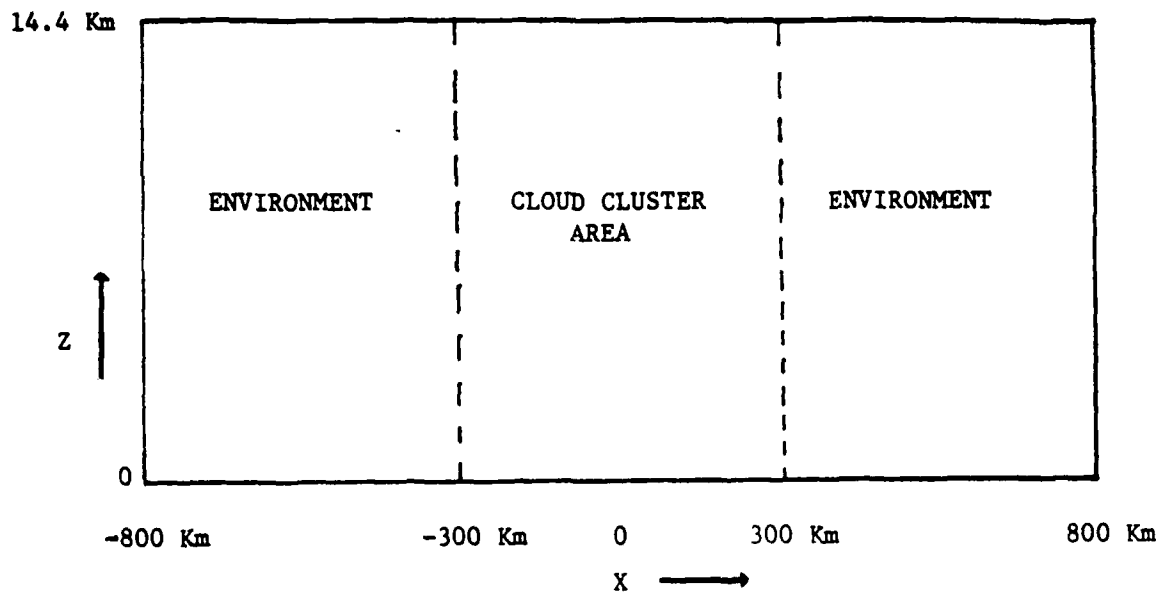 14.4 Km
ENVIRONMENT CLOUD CLUSTER ENVIRONMENT
AREA
Z
0
-800 Km -300 Km 0 300 Km 800 Km
X